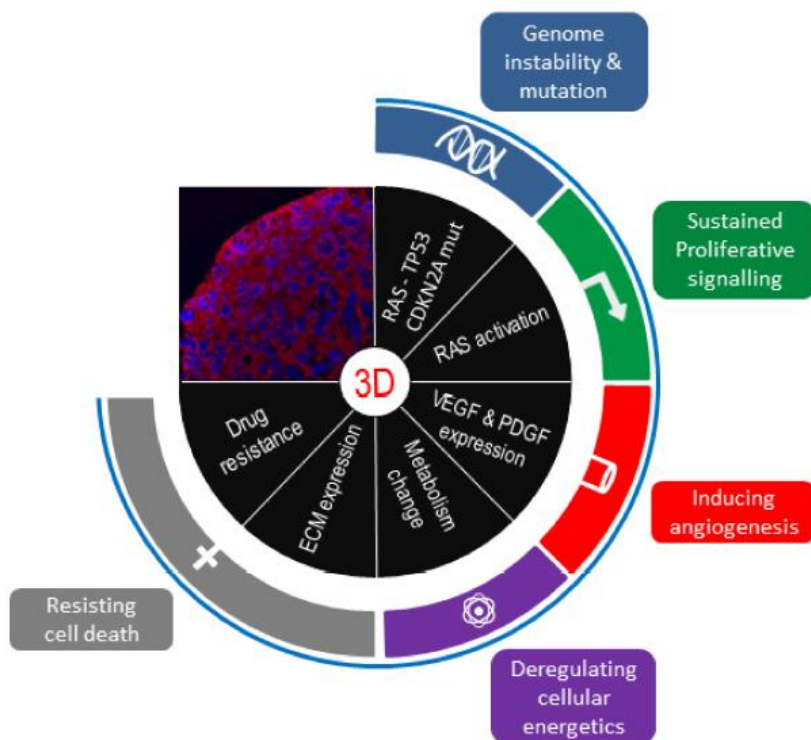 Genome
instability &
mutation
Sustained
Proliferative
signalling
Inducing
angiogenesis
Deregulating
cellular
energetics
Resisting
cell death
RAS - TP53
CDKN2A mut
RAS activation
VEGF & PDGF
expression
Metabolism
change
ECM expression
Drug
resistance
3D